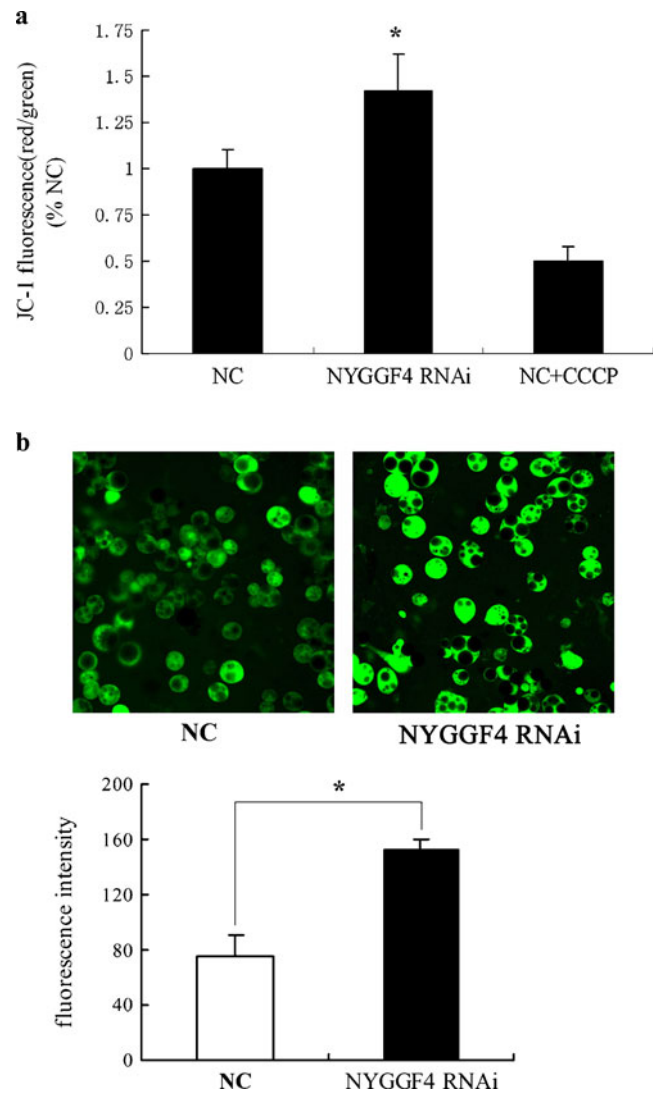 a
JC-1 fluorescence(red/green)
(% NC)
1.75
1.5
1.25
1
0.75
0.5
0.25
0
*
NC NYGGF4 RNAi NC+CCCP
b
NC NYGGF4 RNAi
fluorescence intensity
200
160
120
80
40
0
*
NC NYGGF4 RNAi